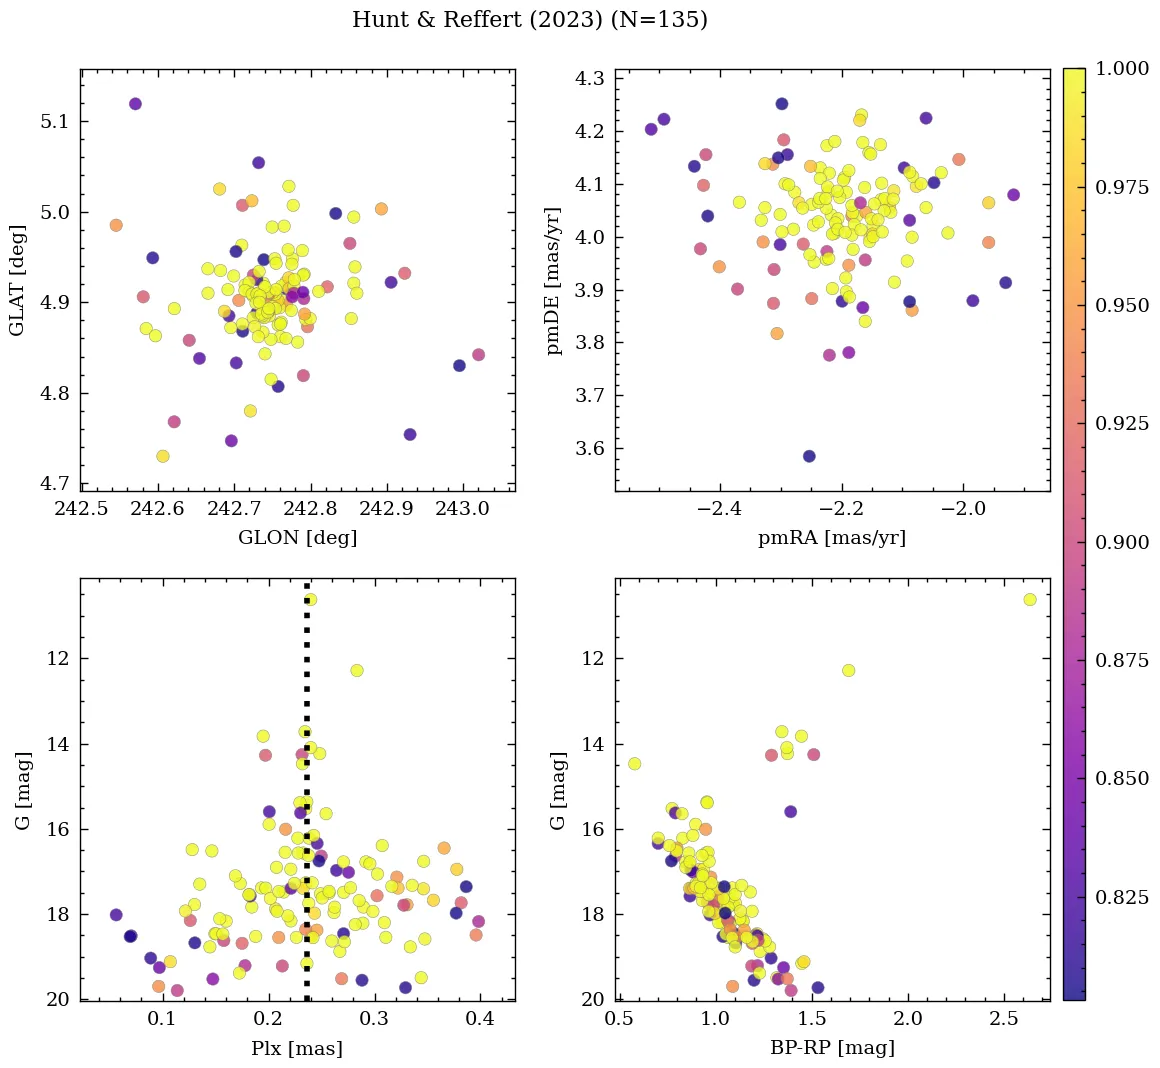 Hunt & Reffert (2023) (N=135)
5.1
5.0
4.9
4.8
4.7
GLAT [deg]
242.5 242.6 242.7 242.8 242.9 243.0
GLON [deg]
4.3
4.2
4.1
4.0
3.9
3.8
3.7
3.6
pmDE [mas/yr]
−2.4 −2.2 −2.0
pmRA [mas/yr]
12
14
16
18
20
G [mag]
0.1 0.2 0.3 0.4
Plx [mas]
12
14
16
18
20
G [mag]
0.5 1.0 1.5 2.0 2.5
BP-RP [mag]
1.000
0.975
0.950
0.925
0.900
0.875
0.850
0.825